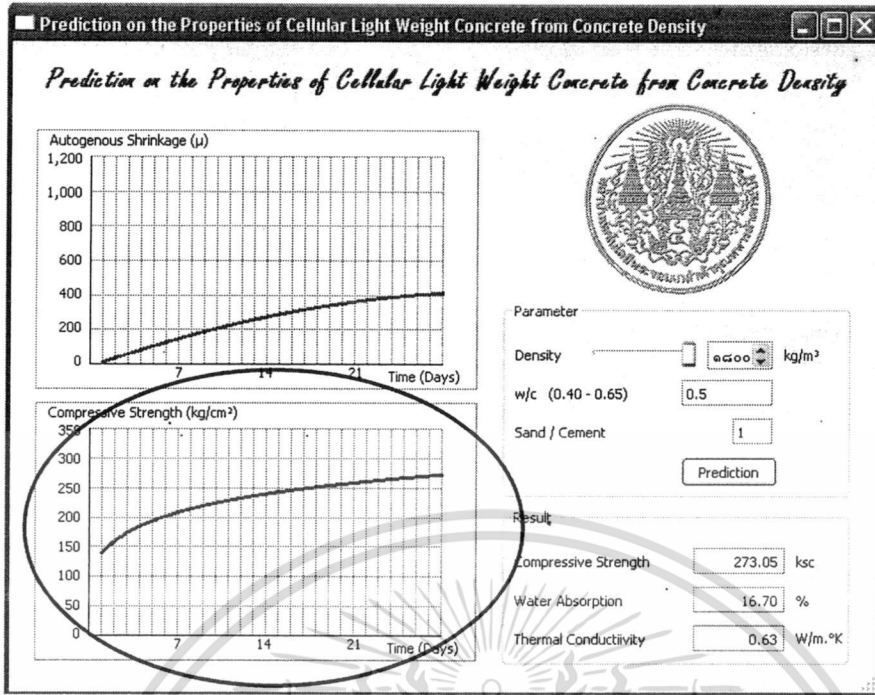 Prediction on the Properties of Cellular Light Weight Concrete from Concrete Density
Prediction on the Properties of Cellular Light Weight Concrete from Concrete Density
Autogenous Shrinkage (μ)
1,200
1,000
800
600
400
200
0
7
14
21
Time (Days)
Compressive Strength (kg/cm²)
350
300
250
200
150
100
50
0
7
14
21
Time (Days)
Parameter
Density
๑๘๐๐
kg/m³
w/c (0.40 - 0.65)
0.5
Sand / Cement
1
Prediction
Result
Compressive Strength
273.05
ksc
Water Absorption
16.70
%
Thermal Conductiivity
0.63
W/m.°K